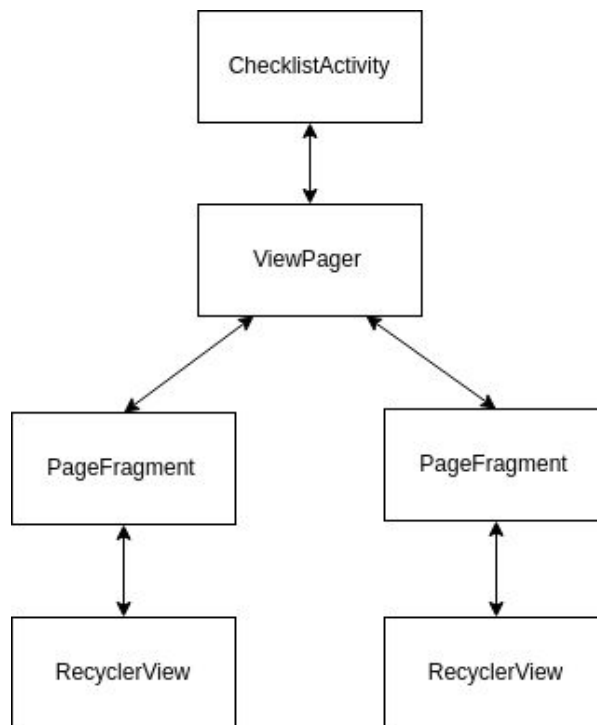 ChecklistActivity
ViewPager
PageFragment
PageFragment
RecyclerView
RecyclerView